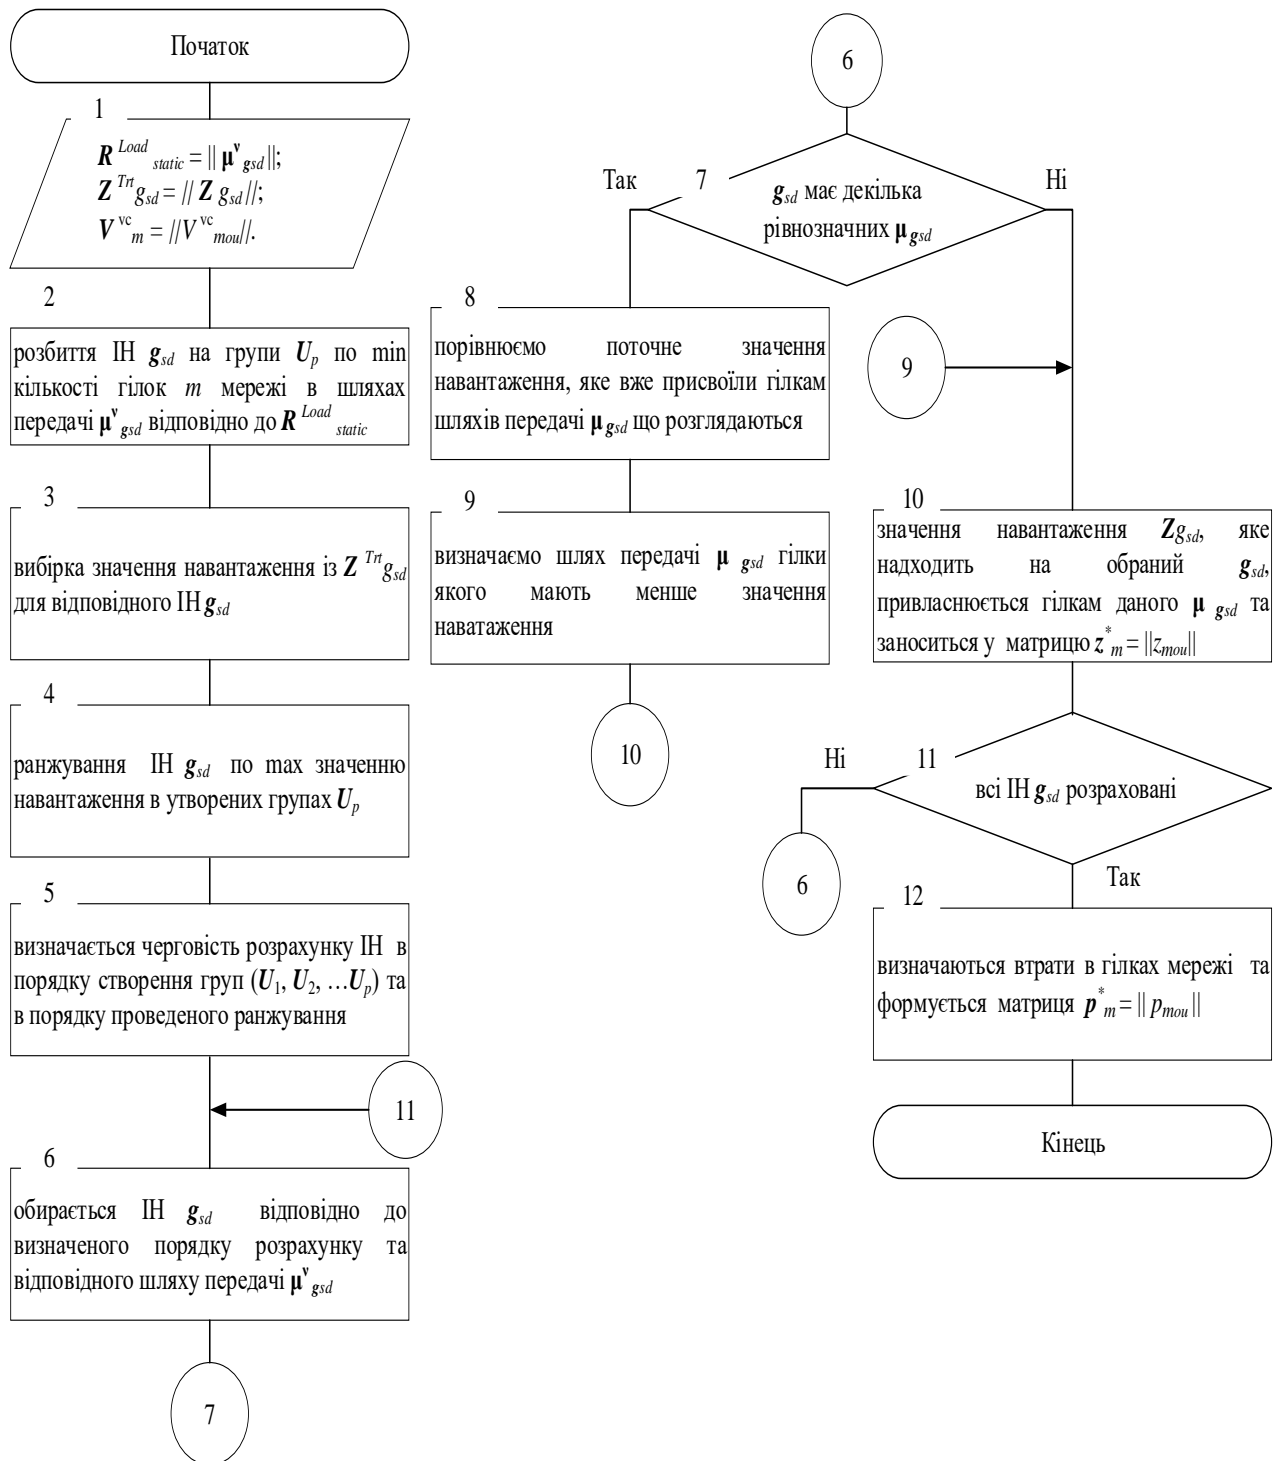 Початок
1
R Load static = || μν gsd ||;
Z Trt gsd = || Z gsd ||;
V vc m = ||V vc mou||.
2
розбиття ІН gsd на групи Up по min
кількості гілок m мережі в шляхах
передачі μν gsd відповідно до R Load static
3
вибірка значення навантаження із Z Trt gsd
для відповідного ІН gsd
4
ранжування ІН gsd по max значенню
навантаження в утворених групах Up
5
визначається черговість розрахунку ІН в
порядку створення груп (U1, U2, …Up) та
в порядку проведеного ранжування
11
6
обирається ІН gsd відповідно до
визначеного порядку розрахунку та
відповідного шляху передачі μν gsd
7
6
Так
7
Ні
gsd має декілька
рівнозначних μ gsd
8
порівнюємо поточне значення
навантаження, яке вже присвоїли гілкам
шляхів передачі μ gsd що розглядаються
9
визначаємо шлях передачі μ gsd гілки
якого мають менше значення
наватаження
10
9
10
значення навантаження Zgsd, яке
надходить на обраний gsd,
привласнюється гілкам даного μ gsd та
заноситься у матрицю z*m = ||zmou||
Ні
11
всі ІН gsd розраховані
6
Так
12
визначаються втрати в гілках мережі та
формується матриця p*m = || pmou ||
Кінець